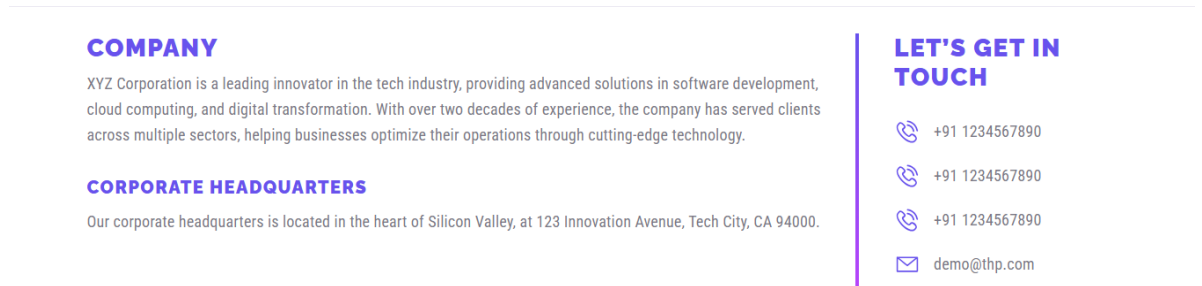 COMPANY
XYZ Corporation is a leading innovator in the tech industry, providing advanced solutions in software development,
cloud computing, and digital transformation. With over two decades of experience, the company has served clients
across multiple sectors, helping businesses optimize their operations through cutting-edge technology.
CORPORATE HEADQUARTERS
Our corporate headquarters is located in the heart of Silicon Valley, at 123 Innovation Avenue, Tech City, CA 94000.
LET'S GET IN
TOUCH
+91 1234567890
+91 1234567890
+91 1234567890
demo@thp.com